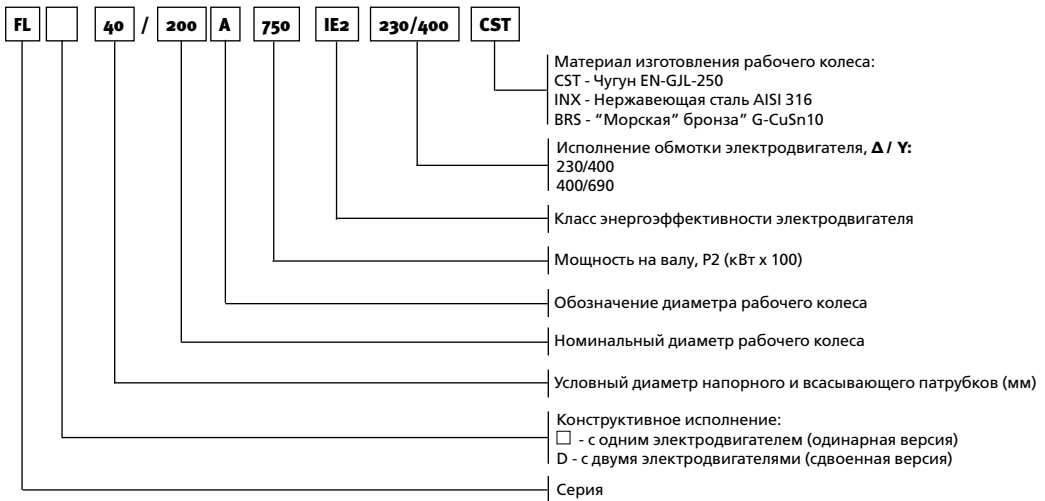 FL 40 / 200 A 750 IE2 230/400 CST
Материал изготовления рабочего колеса:
CST - Чугун EN-GJL-250
INX - Нержавеющая сталь AISI 316
BRS - “Морская” бронза” G-CuSn10
Исполнение обмотки электродвигателя, Δ / Y:
230/400
400/690
Класс энергоэффективности электродвигателя
Мощность на валу, P2 (кВт x 100)
Обозначение диаметра рабочего колеса
Номинальный диаметр рабочего колеса
Условный диаметр напорного и всасывающего патрубков (мм)
Конструктивное исполнение:
□ - с одним электродвигателем (одинарная версия)
D - с двумя электродвигателями (сдвоенная версия)
Серия